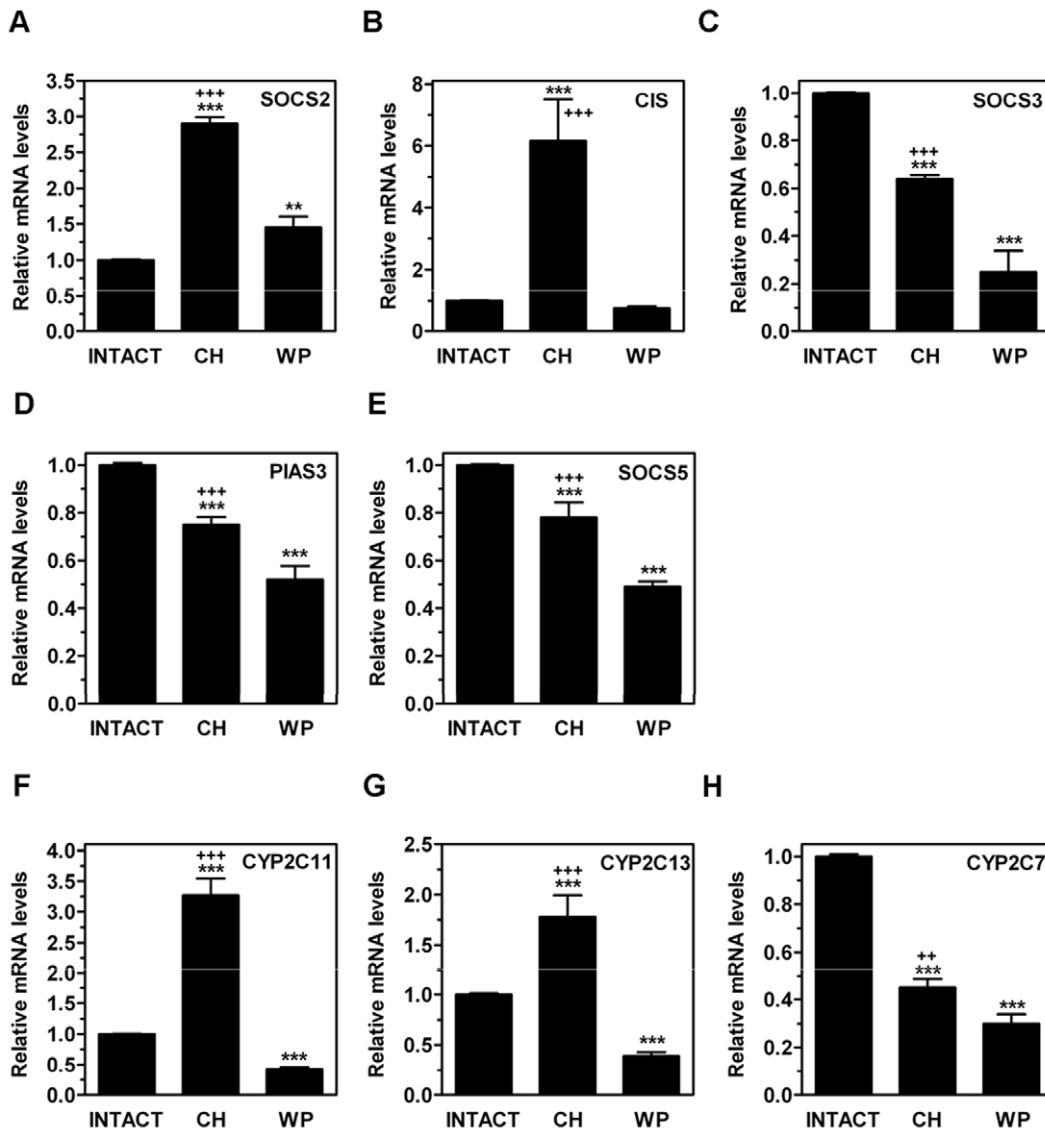 A
Relative mRNA levels
3.5
3.0
2.5
2.0
1.5
1.0
0.5
0.0
SOCS2
+++
***
**
INTACT CH WP
B
Relative mRNA levels
8
6
4
2
1
0
CIS
***
+++
INTACT CH WP
C
Relative mRNA levels
1.0
0.8
0.6
0.4
0.2
0.0
SOCS3
+++
***
***
INTACT CH WP
D
Relative mRNA levels
1.0
0.8
0.6
0.4
0.2
0.0
PIAS3
+++
***
***
INTACT CH WP
E
Relative mRNA levels
1.0
0.8
0.6
0.4
0.2
0.0
SOCS5
+++
***
***
INTACT CH WP
F
Relative mRNA levels
4.0
3.5
3.0
2.5
2.0
1.5
1.0
0.5
0.0
CYP2C11
+++
***
***
INTACT CH WP
G
Relative mRNA levels
2.5
2.0
1.5
1.0
0.5
0.0
CYP2C13
+++
***
***
INTACT CH WP
H
Relative mRNA levels
1.0
0.8
0.6
0.4
0.2
0.0
CYP2C7
++
***
***
INTACT CH WP